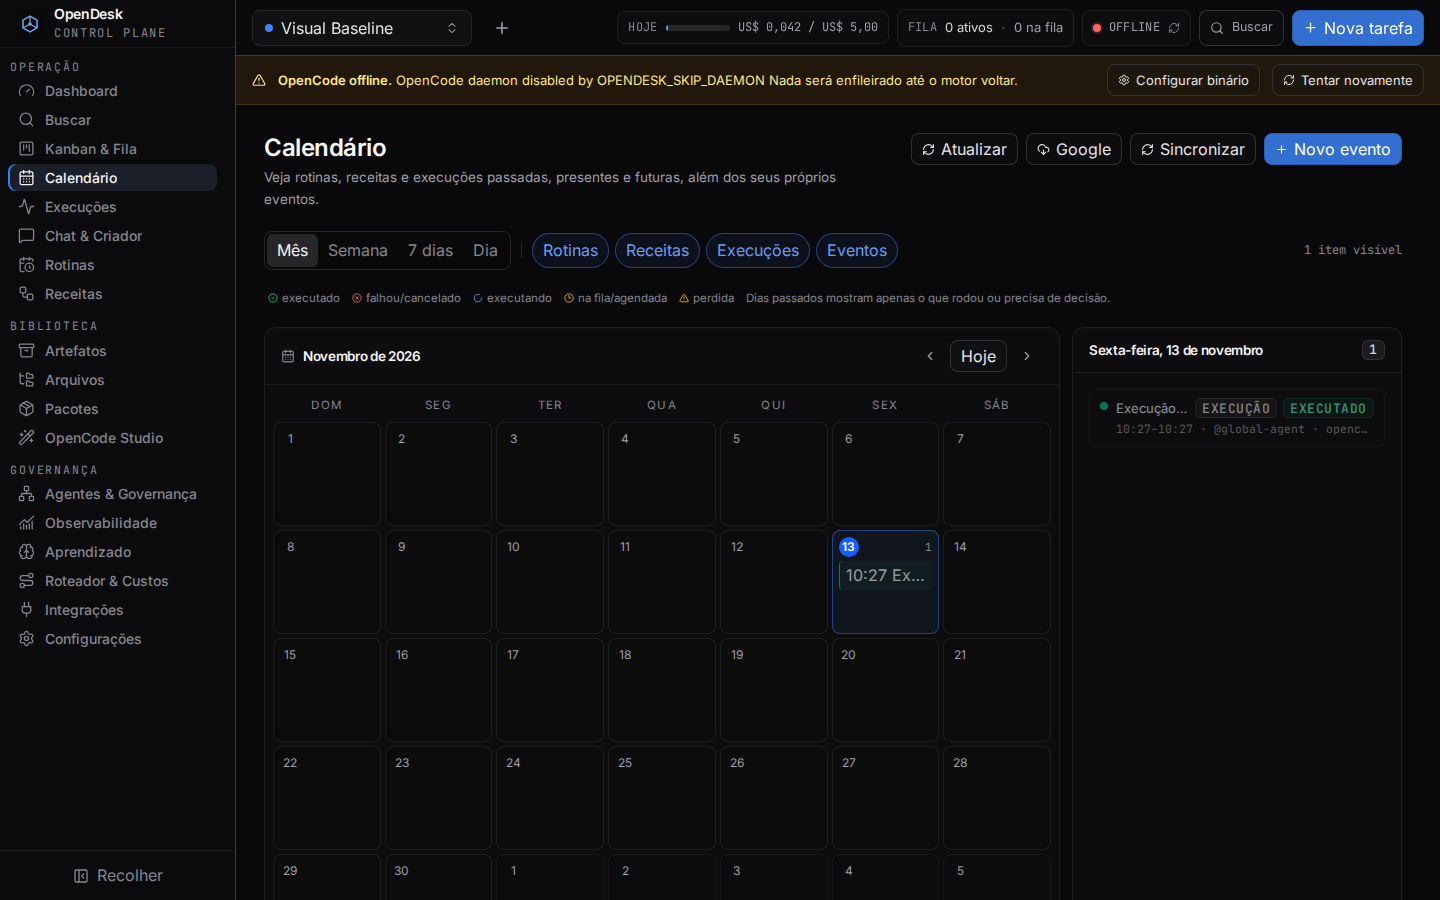 OpenDesk
CONTROL PLANE
OPERAÇÃO
Dashboard
Buscar
Kanban & Fila
Calendário
Execuções
Chat & Criador
Rotinas
Receitas
BIBLIOTECA
Artefatos
Arquivos
Pacotes
OpenCode Studio
GOVERNANÇA
Agentes & Governança
Observabilidade
Aprendizado
Roteador & Custos
Integrações
Configurações
Recolher
Visual Baseline
HOJE US$ 0,042 / US$ 5,00
FILA 0 ativos · 0 na fila
OFFLINE
Buscar
Nova tarefa
OpenCode offline. OpenCode daemon disabled by OPENDESK_SKIP_DAEMON Nada será enfileirado até o motor voltar.
Configurar binário
Tentar novamente
Calendário
Veja rotinas, receitas e execuções passadas, presentes e futuras, além dos seus próprios
eventos.
Atualizar
Google
Sincronizar
Novo evento
Mês Semana 7 dias Dia
Rotinas Receitas Execuções Eventos
1 item visível
executado falhou/cancelado executando na fila/agendada perdida Dias passados mostram apenas o que rodou ou precisa de decisão.
Novembro de 2026
Hoje
DOM SEG TER QUA QUI SEX SÁB
1 2 3 4 5 6 7
8 9 10 11 12 13 1 14
10:27 Ex...
15 16 17 18 19 20 21
22 23 24 25 26 27 28
29 30 1 2 3 4 5
Sexta-feira, 13 de novembro 1
Execução... EXECUÇÃO EXECUTADO
10:27–10:27 · @global-agent · openc…